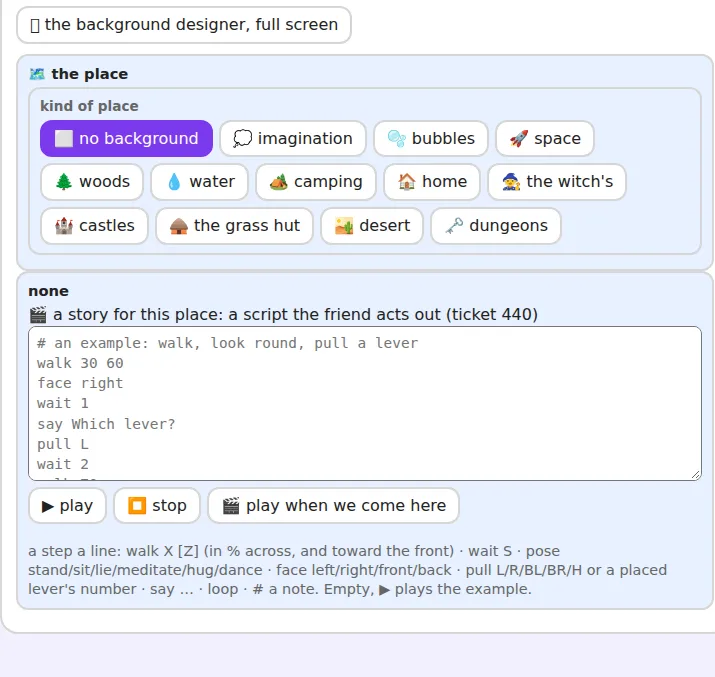 the background designer, full screen
the place
kind of place
no background
imagination
bubbles
space
woods
water
camping
home
the witch's
castles
the grass hut
desert
dungeons
none
a story for this place: a script the friend acts out (ticket 440)
# an example: walk, look round, pull a lever
walk 30 60
face right
wait 1
say Which lever?
pull L
wait 2
▶ play
stop
play when we come here
a step a line: walk X [Z] (in % across, and toward the front) · wait S · pose
stand/sit/lie/meditate/hug/dance · face left/right/front/back · pull L/R/BL/BR/H or a placed
lever's number · say … · loop · # a note. Empty, ▶ plays the example.